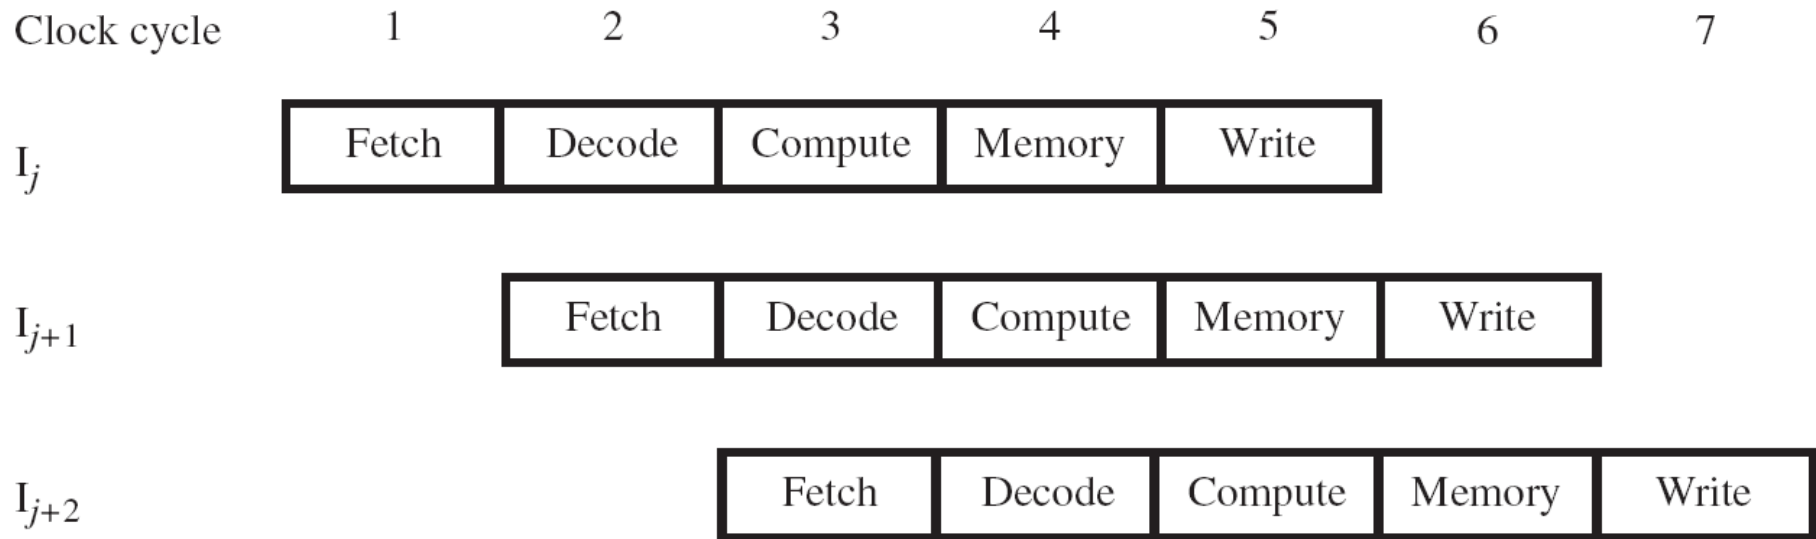 Clock cycle 1 2 3 4 5 6 7
Ij Fetch Decode Compute Memory Write
Ij+1 Fetch Decode Compute Memory Write
Ij+2 Fetch Decode Compute Memory Write